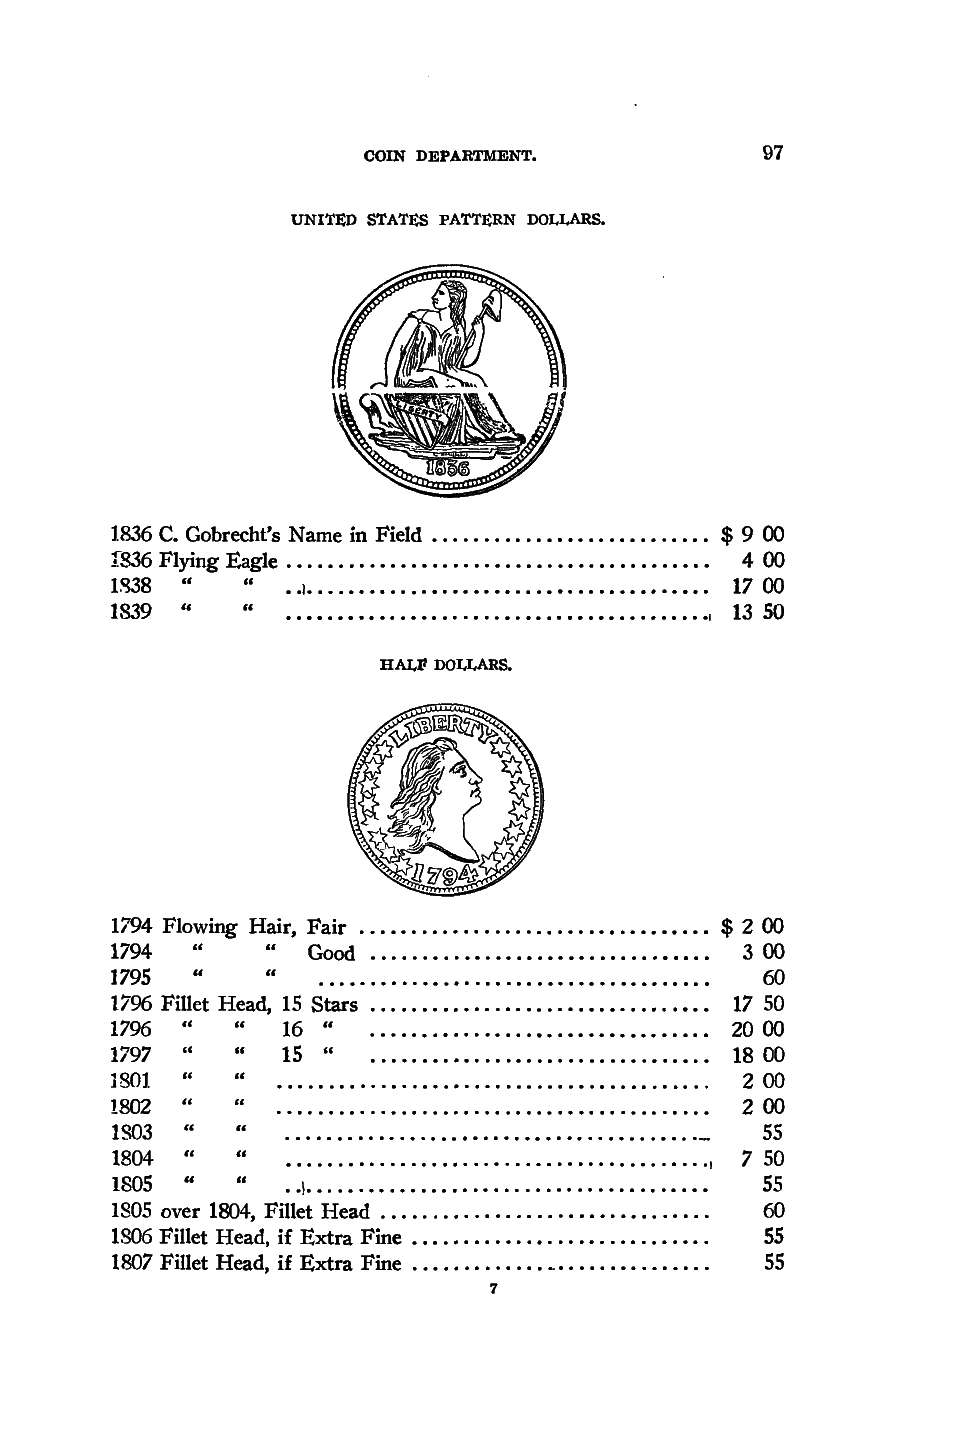 COIN DEPARTMENT. 97
UNITED STATES PATTERN DOLLARS.
LIBERTY
1836
1836 C. Gobrecht's Name in Field ........................... $ 9 00
1836 Flying Eagle ......................................... 4 00
1838 “ “ ......................................... 17 00
1839 “ “ ......................................... 13 50
HALF DOLLARS.
LIBERTY
1794
1794 Flowing Hair, Fair .................................. $ 2 00
1794 “ “ Good ................................. 3 00
1795 “ “ ...................................... 60
1796 Fillet Head, 15 Stars ................................. 17 50
1796 “ “ 16 “ ................................. 20 00
1797 “ “ 15 “ ................................. 18 00
1801 “ “ .......................................... 2 00
1802 “ “ .......................................... 2 00
1803 “ “ ......................................... 55
1804 “ “ ......................................... 7 50
1805 “ “ ......................................... 55
1805 over 1804, Fillet Head ................................ 60
1806 Fillet Head, if Extra Fine ............................. 55
1807 Fillet Head, if Extra Fine ............................. 55
7